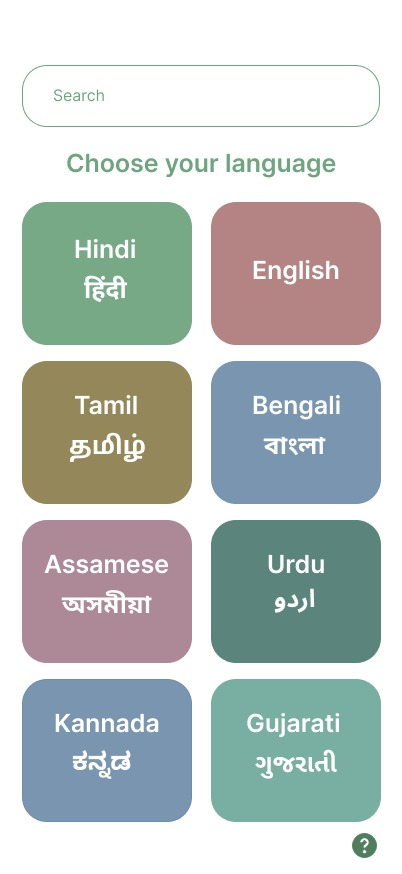 Search
Choose your language
Hindi
हिंदी
English
Tamil
தமிழ்
Bengali
বাংলা
Assamese
অসমীয়া
Urdu
اردو
Kannada
ಕನ್ನಡ
Gujarati
ગુજરાતી
?